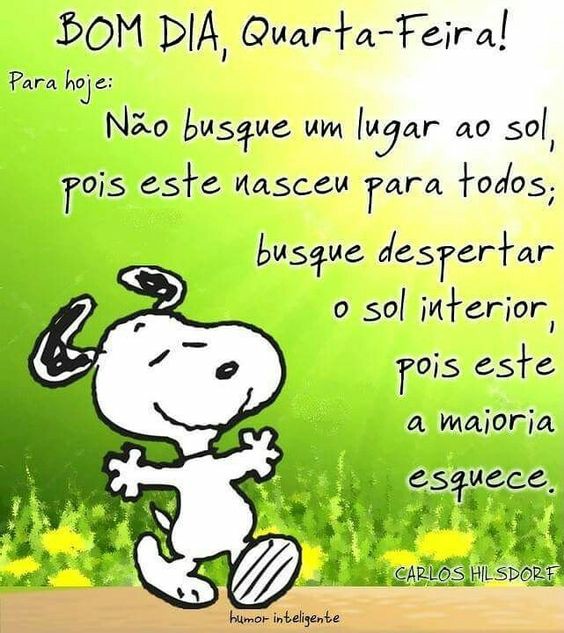 BOM DIA, Quarta-Feira!
Para hoje:
Não busque um lugar ao sol,
pois este nasceu para todos;
busque despertar
o sol interior,
pois este
a maioria
esquece.
CARLOS HILSDORF
humor inteligente